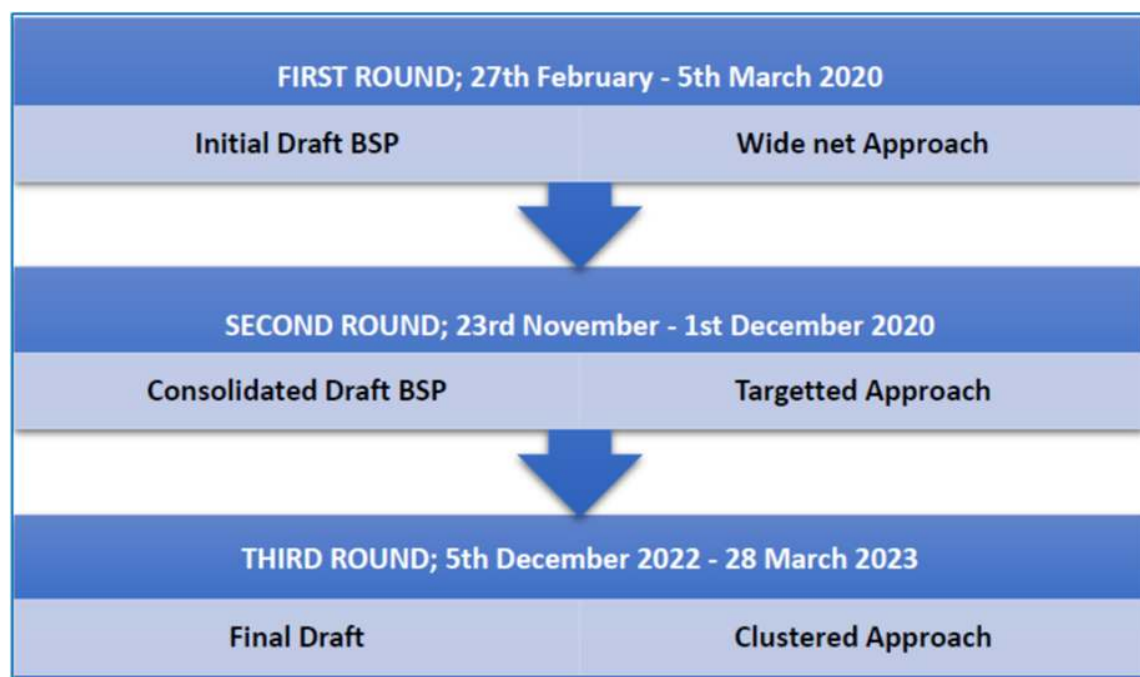 FIRST ROUND; 27th February - 5th March 2020
Initial Draft BSP
Wide net Approach
SECOND ROUND; 23rd November - 1st December 2020
Consolidated Draft BSP
Targetted Approach
THIRD ROUND; 5th December 2022 - 28 March 2023
Final Draft
Clustered Approach